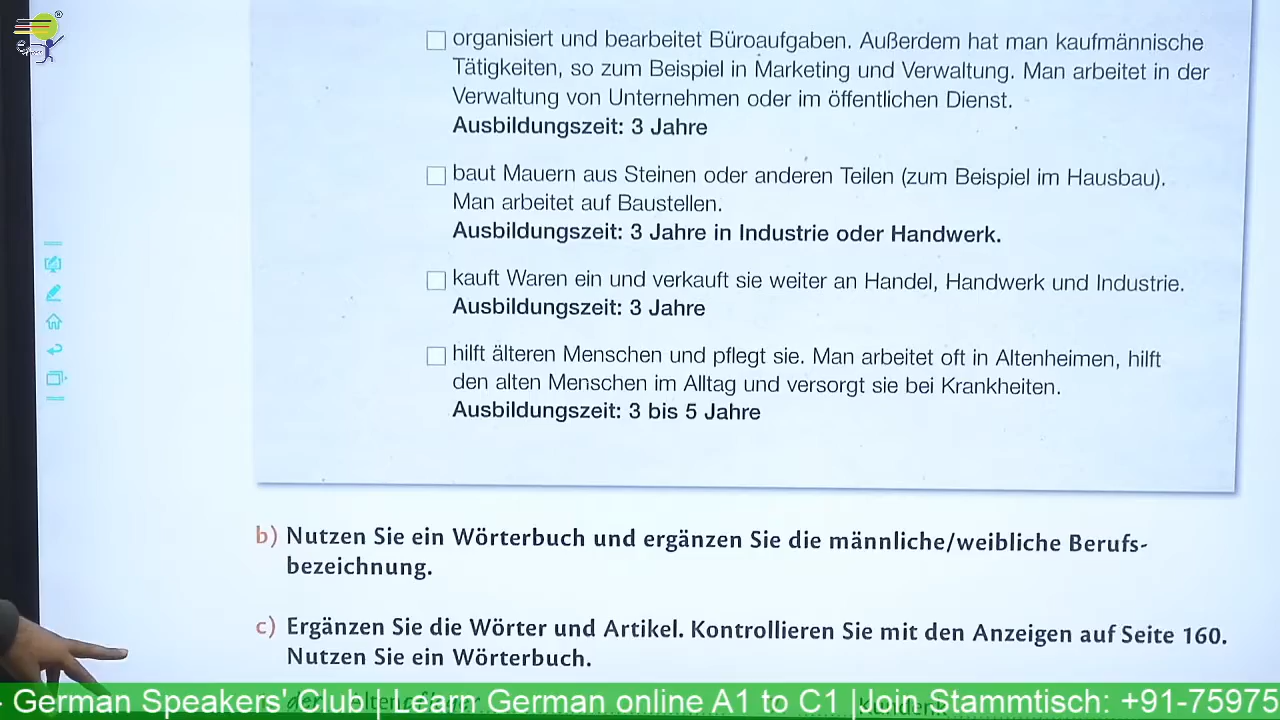 organisiert und bearbeitet Büroaufgaben. Außerdem hat man kaufmännische
Tätigkeiten, so zum Beispiel in Marketing und Verwaltung. Man arbeitet in der
Verwaltung von Unternehmen oder im öffentlichen Dienst.
Ausbildungszeit: 3 Jahre
baut Mauern aus Steinen oder anderen Teilen (zum Beispiel im Hausbau).
Man arbeitet auf Baustellen.
Ausbildungszeit: 3 Jahre in Industrie oder Handwerk.
kauft Waren ein und verkauft sie weiter an Handel, Handwerk und Industrie.
Ausbildungszeit: 3 Jahre
hilft älteren Menschen und pflegt sie. Man arbeitet oft in Altenheimen, hilft
den alten Menschen im Alltag und versorgt sie bei Krankheiten.
Ausbildungszeit: 3 bis 5 Jahre
b) Nutzen Sie ein Wörterbuch und ergänzen Sie die männliche/weibliche Berufs-
bezeichnung.
c) Ergänzen Sie die Wörter und Artikel. Kontrollieren Sie mit den Anzeigen auf Seite 160.
Nutzen Sie ein Wörterbuch.
German Speakers' Club | Learn German online A1 to C1 |Join Stammtisch: +91-75975